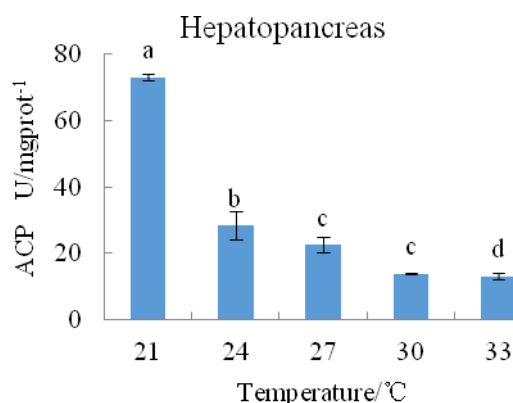 Hepatopancreas
ACP U/mgprot⁻¹
80
60
40
20
0
a
b
c
c
d
21 24 27 30 33
Temperature/℃